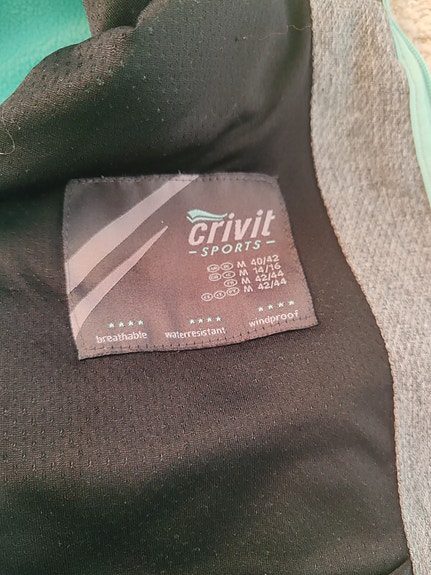 crivit
- SPORTS -
M 40/42
M 14/16
M 42/44
M 42/44
breathable waterresistant windproof